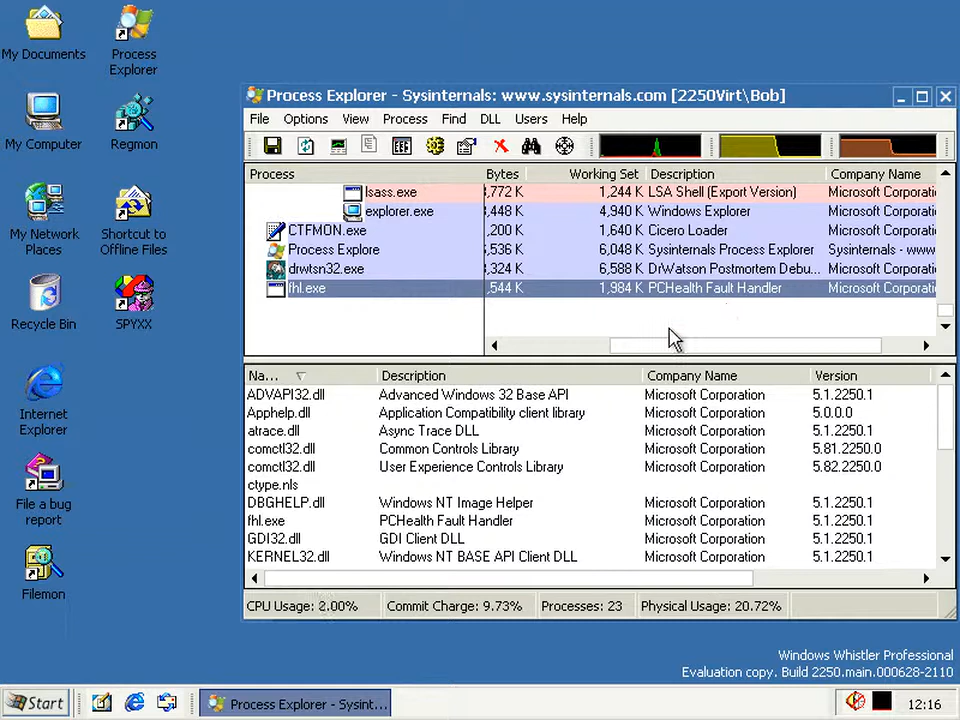 My Documents
Process
Explorer
My Computer
Regmon
My Network
Places
Shortcut to
Offline Files
Recycle Bin
SPYXX
Internet
Explorer
File a bug
report
Filemon
Process Explorer - Sysinternals: www.sysinternals.com [2250Virt\Bob]
File Options View Process Find DLL Users Help
Process Bytes Working Set Description Company Name
lsass.exe 3,772 K 1,244 K LSA Shell (Export Version) Microsoft Corporati
explorer.exe 3,448 K 4,940 K Windows Explorer Microsoft Corporati
CTFMON.exe ,200 K 1,640 K Cicero Loader Microsoft Corporati
Process Explore ,536 K 6,048 K Sysinternals Process Explorer Sysinternals - www
drwtsn32.exe 3,324 K 6,588 K DrWatson Postmortem Debu... Microsoft Corporati
fhl.exe ,544 K 1,984 K PCHealth Fault Handler Microsoft Corporati
Na... Description Company Name Version
ADVAPI32.dll Advanced Windows 32 Base API Microsoft Corporation 5.1.2250.1
Apphelp.dll Application Compatibility client library Microsoft Corporation 5.0.0.0
atrace.dll Async Trace DLL Microsoft Corporation 5.1.2250.1
comctl32.dll Common Controls Library Microsoft Corporation 5.81.2250.0
comctl32.dll User Experience Controls Library Microsoft Corporation 5.82.2250.0
ctype.nls
DBGHELP.dll Windows NT Image Helper Microsoft Corporation 5.1.2250.1
fhl.exe PCHealth Fault Handler Microsoft Corporation 5.1.2250.1
GDI32.dll GDI Client DLL Microsoft Corporation 5.1.2250.1
KERNEL32.dll Windows NT BASE API Client DLL Microsoft Corporation 5.1.2250.1
CPU Usage: 2.00% Commit Charge: 9.73% Processes: 23 Physical Usage: 20.72%
Windows Whistler Professional
Evaluation copy. Build 2250.main.000628-2110
Start Process Explorer - Sysint... 12:16